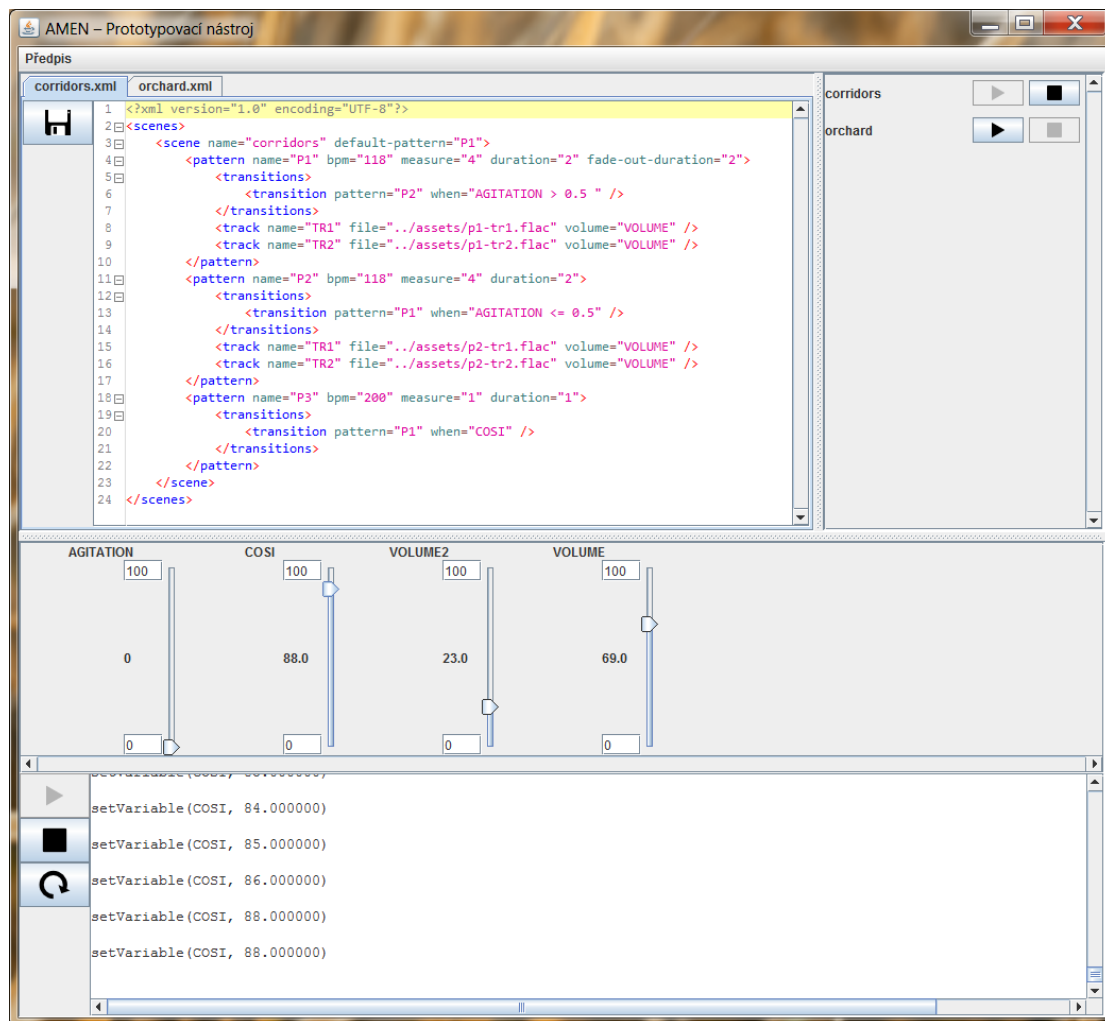 AMEN – Prototypovací nástroj
Předpis
corridors.xml orchard.xml
1 <?xml version="1.0" encoding="UTF-8"?>
2 <scenes>
3 <scene name="corridors" default-pattern="P1">
4 <pattern name="P1" bpm="118" measure="4" duration="2" fade-out-duration="2">
5 <transitions>
6 <transition pattern="P2" when="AGITATION > 0.5 " />
7 </transitions>
8 <track name="TR1" file="../assets/p1-tr1.flac" volume="VOLUME" />
9 <track name="TR2" file="../assets/p1-tr2.flac" volume="VOLUME" />
10 </pattern>
11 <pattern name="P2" bpm="118" measure="4" duration="2">
12 <transitions>
13 <transition pattern="P1" when="AGITATION <= 0.5" />
14 </transitions>
15 <track name="TR1" file="../assets/p2-tr1.flac" volume="VOLUME" />
16 <track name="TR2" file="../assets/p2-tr2.flac" volume="VOLUME" />
17 </pattern>
18 <pattern name="P3" bpm="200" measure="1" duration="1">
19 <transitions>
20 <transition pattern="P1" when="COSI" />
21 </transitions>
22 </pattern>
23 </scene>
24 </scenes>
corridors
orchard
AGITATION COSI VOLUME2 VOLUME
100 100 100 100
0 88.0 23.0 69.0
0 0 0 0
setVariable(COSI, 84.000000)
setVariable(COSI, 85.000000)
setVariable(COSI, 86.000000)
setVariable(COSI, 88.000000)
setVariable(COSI, 88.000000)